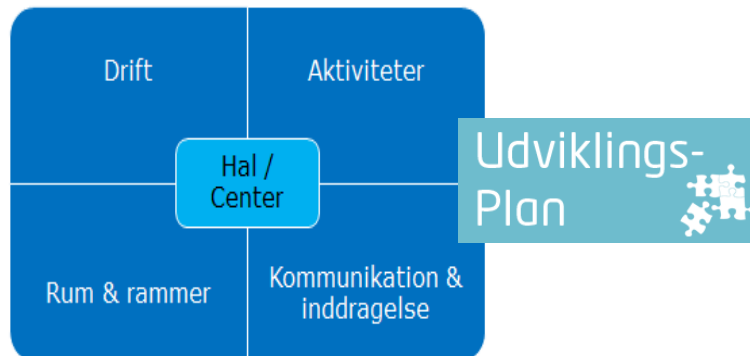 Drift
Aktiviteter
Hal /
Center
Udviklings-
Plan
Rum & rammer
Kommunikation &
inddragelse